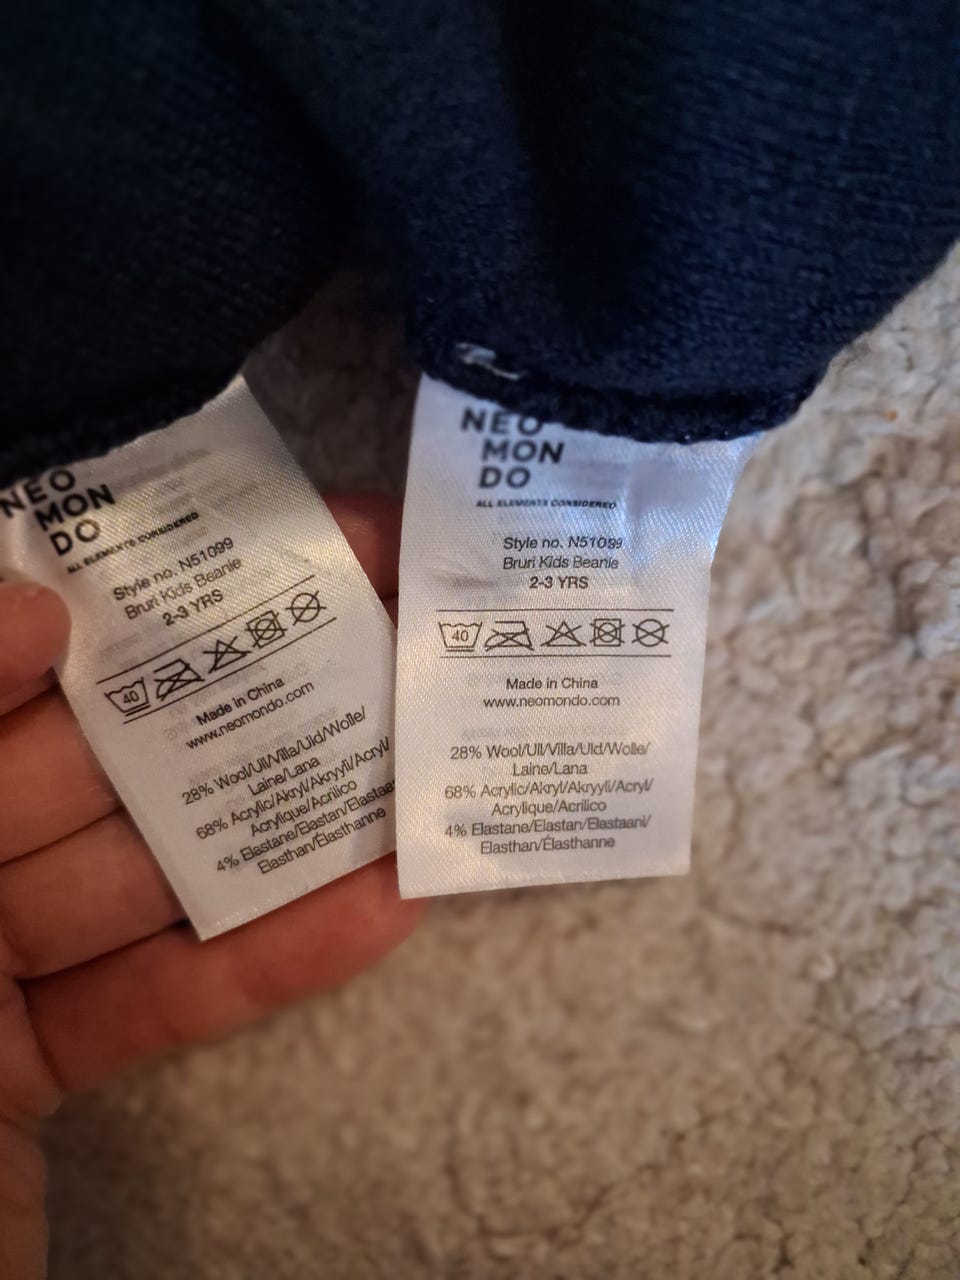 NEO
MON
DO
ALL ELEMENTS CONSIDERED
Style no. N51099
Bruri Kids Beanie
2-3 YRS
40
Made in China
www.neomondo.com
28% Wool/Ull/Villa/Uld/Wolle/
Laine/Lana
68% Acrylic/Akryl/Akryyli/Acryl/
Acrylique/Acrilico
4% Elastane/Elastan/Elastaa
Elasthan/Élasthanne
NEO
MON
DO
ALL ELEMENTS CONSIDERED
Style no. N51099
Bruri Kids Beanie
2-3 YRS
40
Made in China
www.neomondo.com
28% Wool/Ull/Villa/Uld/Wolle/
Laine/Lana
68% Acrylic/Akryl/Akryyli/Acryl/
Acrylique/Acrilico
4% Elastane/Elastan/Elastaani/
Elasthan/Élasthanne